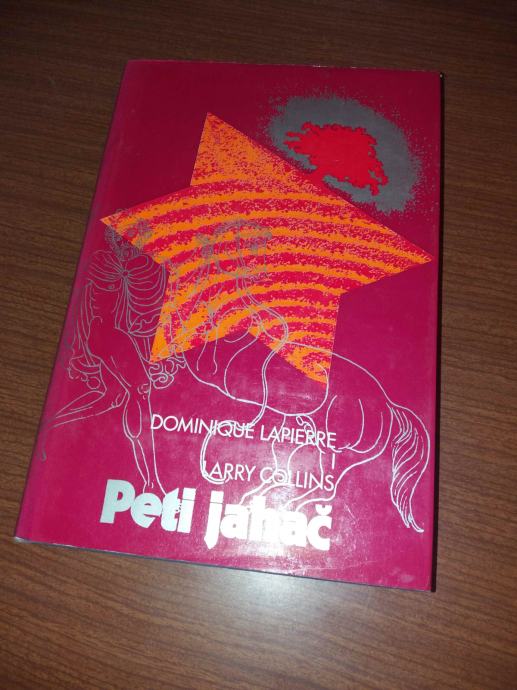 DOMINIQUE LAPIERRE
I
LARRY COLLINS
Peti jahač